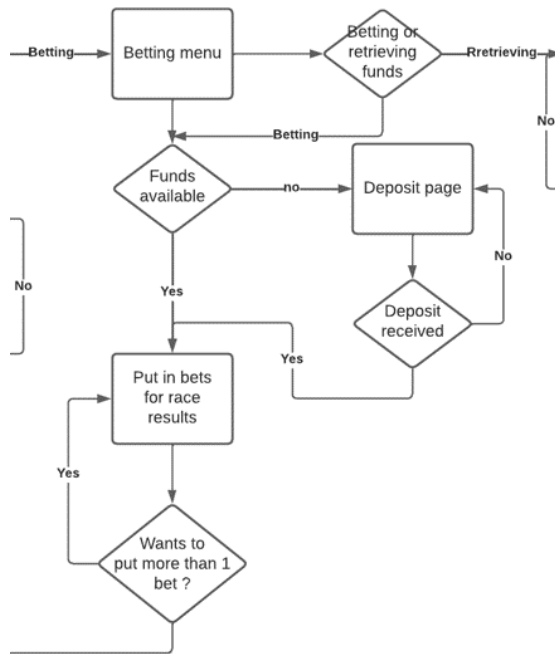 Betting
Betting menu
Betting or
retrieving
funds
Rretrieving
No
Betting
Funds
available
no
Deposit page
No
No
Yes
Deposit
received
Yes
Put in bets
for race
results
Yes
Wants to
put more than 1
bet ?